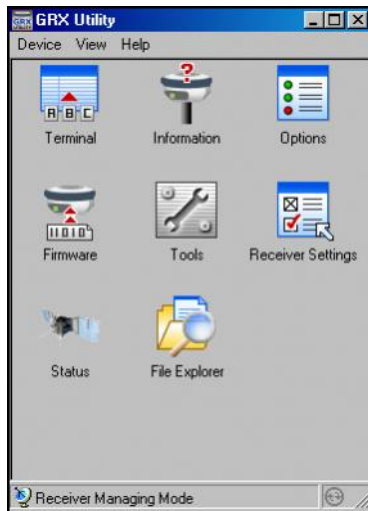 GRX Utility
Device View Help
Terminal Information Options
Firmware Tools Receiver Settings
Status File Explorer
Receiver Managing Mode